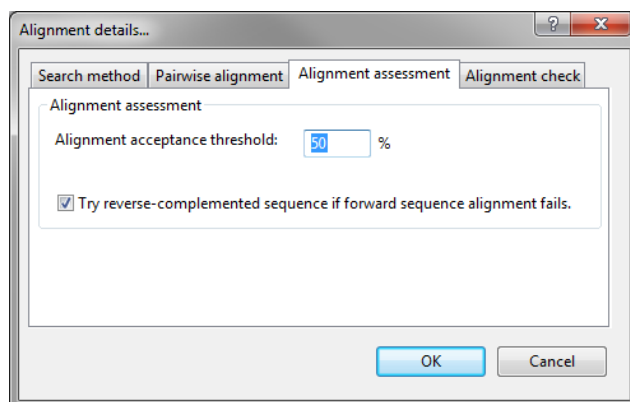 Alignment details...
?
Search method Pairwise alignment Alignment assessment Alignment check
Alignment assessment
Alignment acceptance threshold: 50 %
Try reverse-complemented sequence if forward sequence alignment fails.
OK Cancel